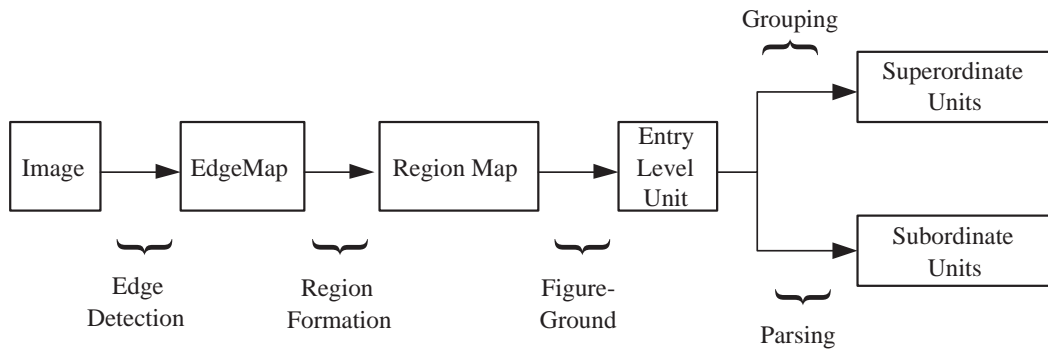 Grouping
Superordinate
Units
Image
EdgeMap
Region Map
Entry
Level
Unit
Subordinate
Units
Edge
Detection
Region
Formation
Figure-
Ground
Parsing